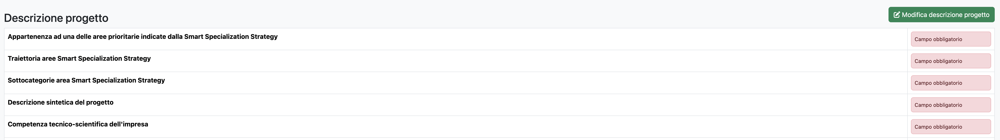 Descrizione progetto
Modifica descrizione progetto
Appartenenza ad una delle aree prioritarie indicate dalla Smart Specialization Strategy
Campo obbligatorio
Traiettoria aree Smart Specialization Strategy
Campo obbligatorio
Sottocategorie area Smart Specialization Strategy
Campo obbligatorio
Descrizione sintetica del progetto
Campo obbligatorio
Competenza tecnico-scientifica dell'impresa
Campo obbligatorio